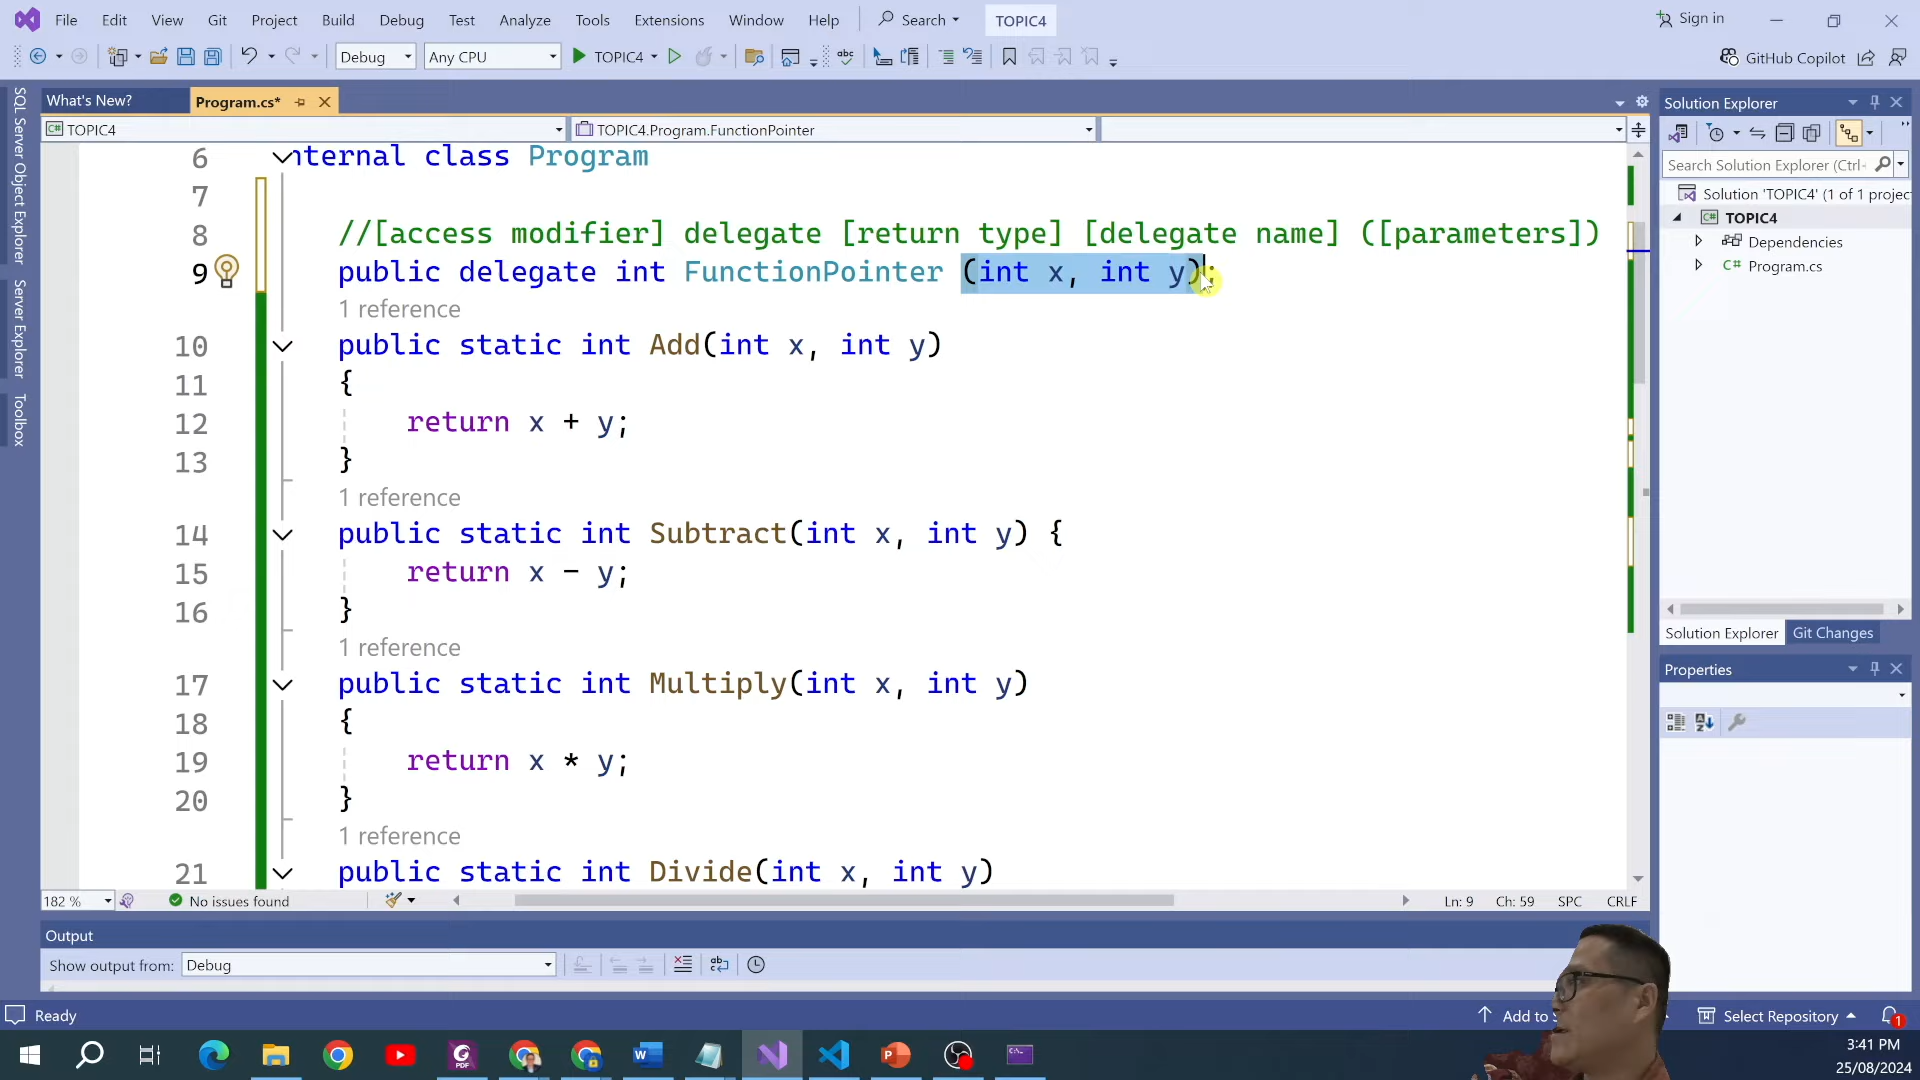 File Edit View Git Project Build Debug Test Analyze Tools Extensions Window Help Search TOPIC4 Sign in
Debug Any CPU TOPIC4 GitHub Copilot
What's New? Program.cs*
TOPIC4 TOPIC4.Program.FunctionPointer
SQL Server Object Explorer
Server Explorer
Toolbox
6 nternal class Program
7
8 //[access modifier] delegate [return type] [delegate name] ([parameters])
9 public delegate int FunctionPointer (int x, int y);
1 reference
10 public static int Add(int x, int y)
11 {
12 return x + y;
13 }
1 reference
14 public static int Subtract(int x, int y) {
15 return x - y;
16 }
1 reference
17 public static int Multiply(int x, int y)
18 {
19 return x * y;
20 }
1 reference
21 public static int Divide(int x, int y)
182 % No issues found Ln: 9 Ch: 59 SPC CRLF
Output
Show output from: Debug
Solution Explorer
Search Solution Explorer (Ctrl-
Solution 'TOPIC4' (1 of 1 projec
C# TOPIC4
Dependencies
C# Program.cs
Solution Explorer Git Changes
Properties
Ready Add to S Select Repository 1
PDF
3:41 PM
25/08/2024